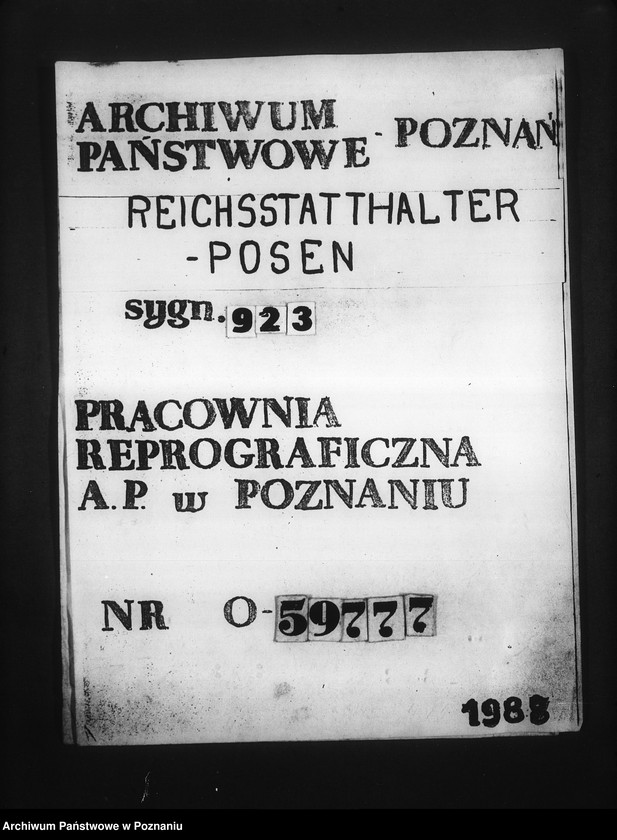 ARCHIWUM
PAŃSTWOWE - POZNAŃ
REICHSSTATTHALTER
-POSEN
sygn. 923
PRACOWNIA
REPROGRAFICZNA
A.P. w POZNANIU
NR O-59777
1988
Archiwum Państwowe w Poznaniu